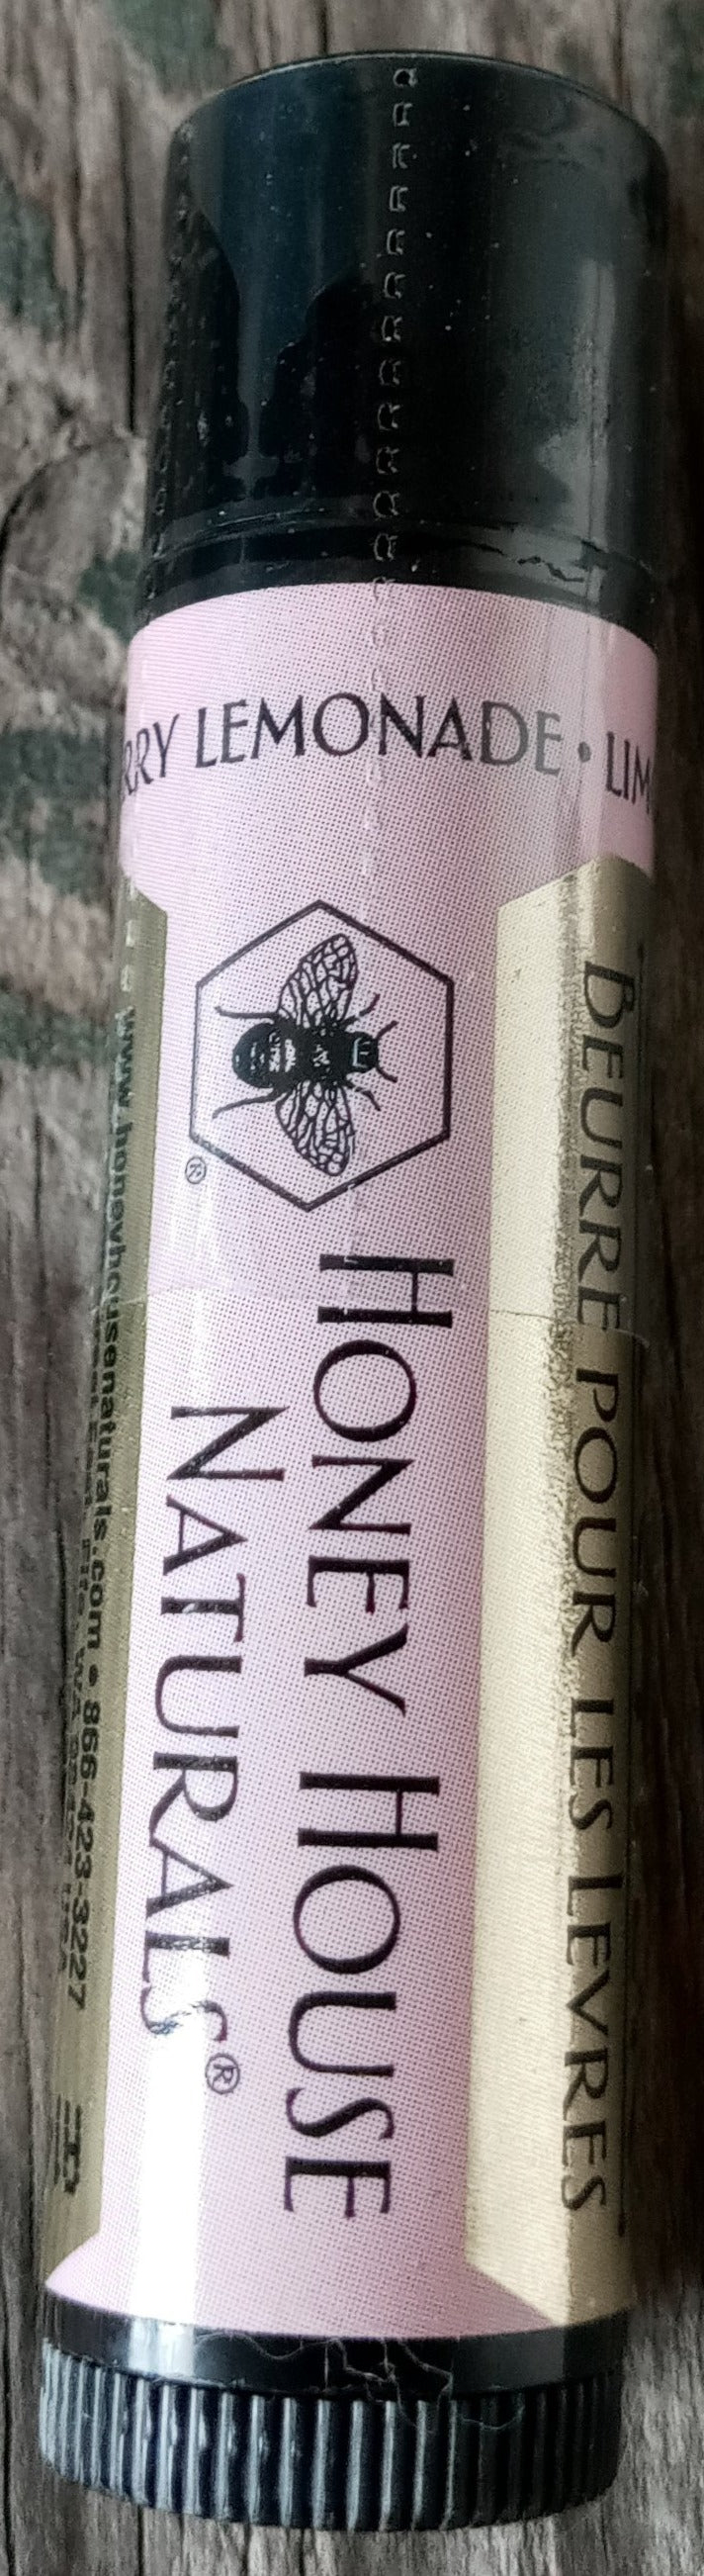 RRY LEMONADE • LIM
HONEY HOUSE
NATURALS®
®
BEURRE POUR LES LEVRES
www.honeyhousenaturals.com • 866-423-3227